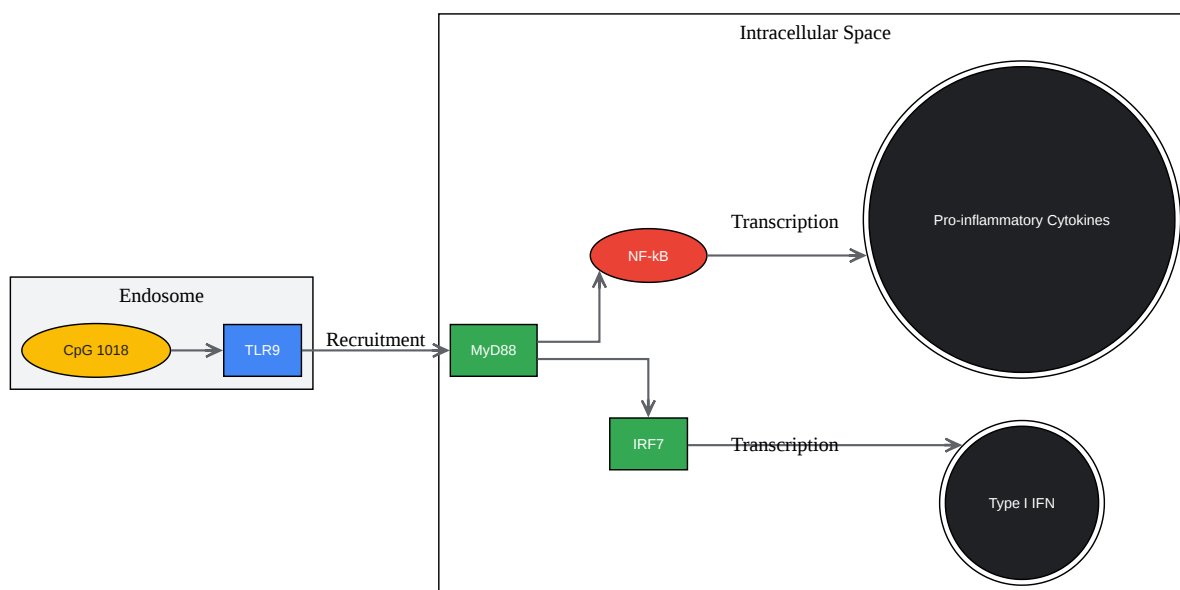 Intracellular Space
Pro-inflammatory Cytokines
Transcription
NF-kB
Endosome
CpG 1018
TLR9
Recruitment
MyD88
IRF7
Transcription
Type I IFN